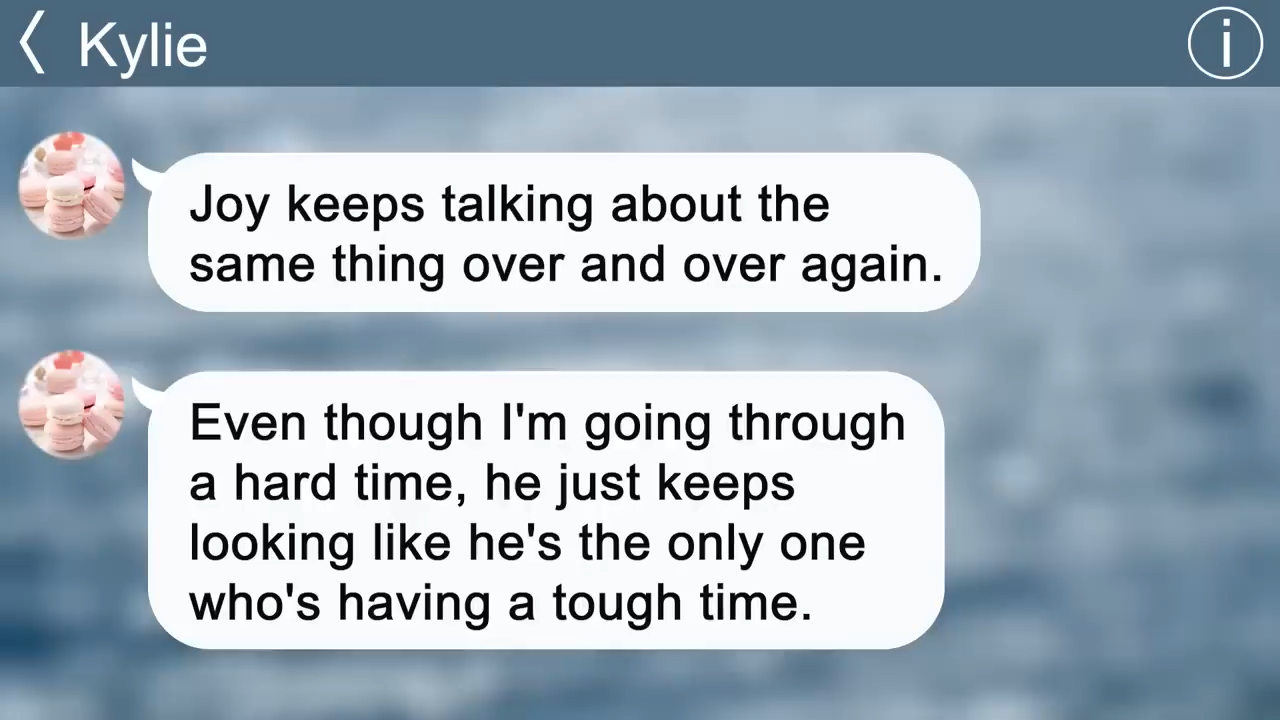 Kylie
Joy keeps talking about the
same thing over and over again.
Even though I'm going through
a hard time, he just keeps
looking like he's the only one
who's having a tough time.